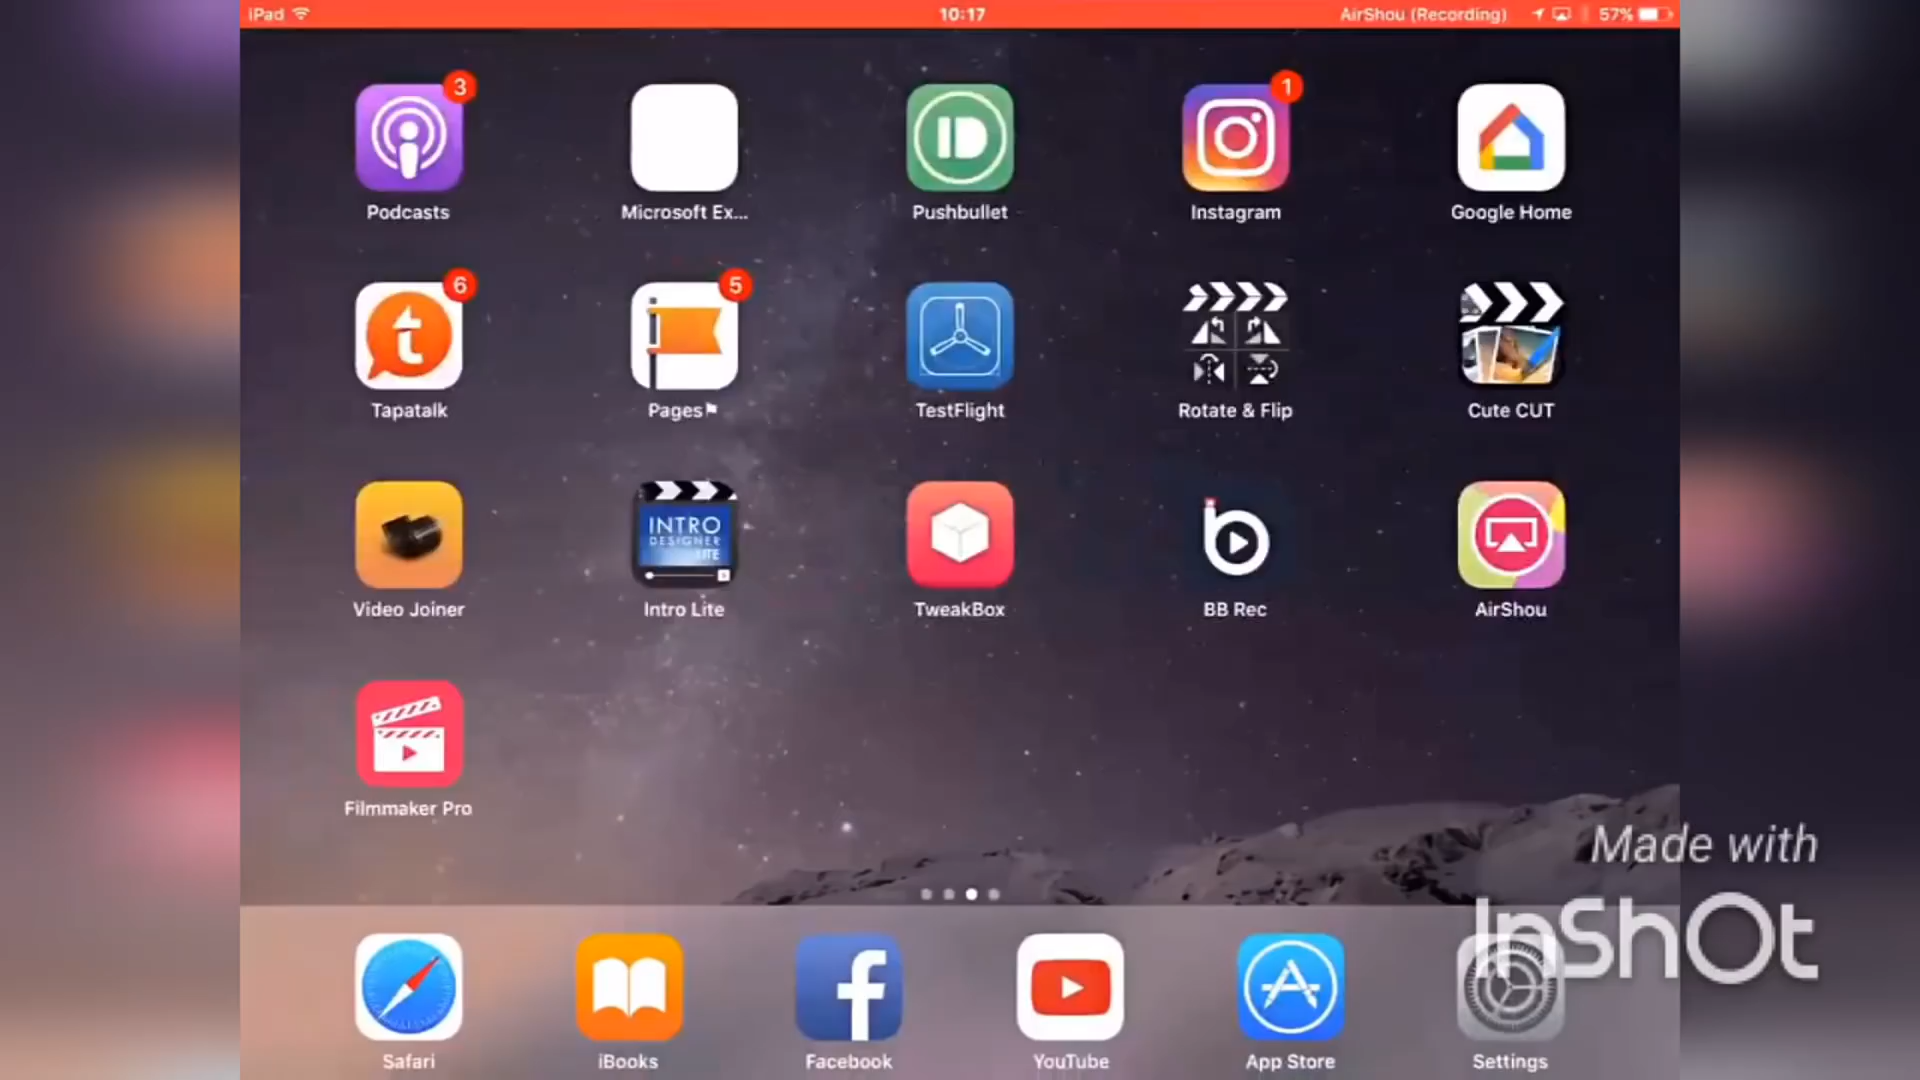 iPad 10:17 AirShou (Recording) 57%
3 1
Podcasts Microsoft Ex... Pushbullet Instagram Google Home
6 5
t
Tapatalk Pages TestFlight Rotate & Flip Cute CUT
INTRO
DESIGNER
LITE
b
Video Joiner Intro Lite TweakBox BB Rec AirShou
Filmmaker Pro
Made with
InShOt
f
Safari iBooks Facebook YouTube App Store Settings